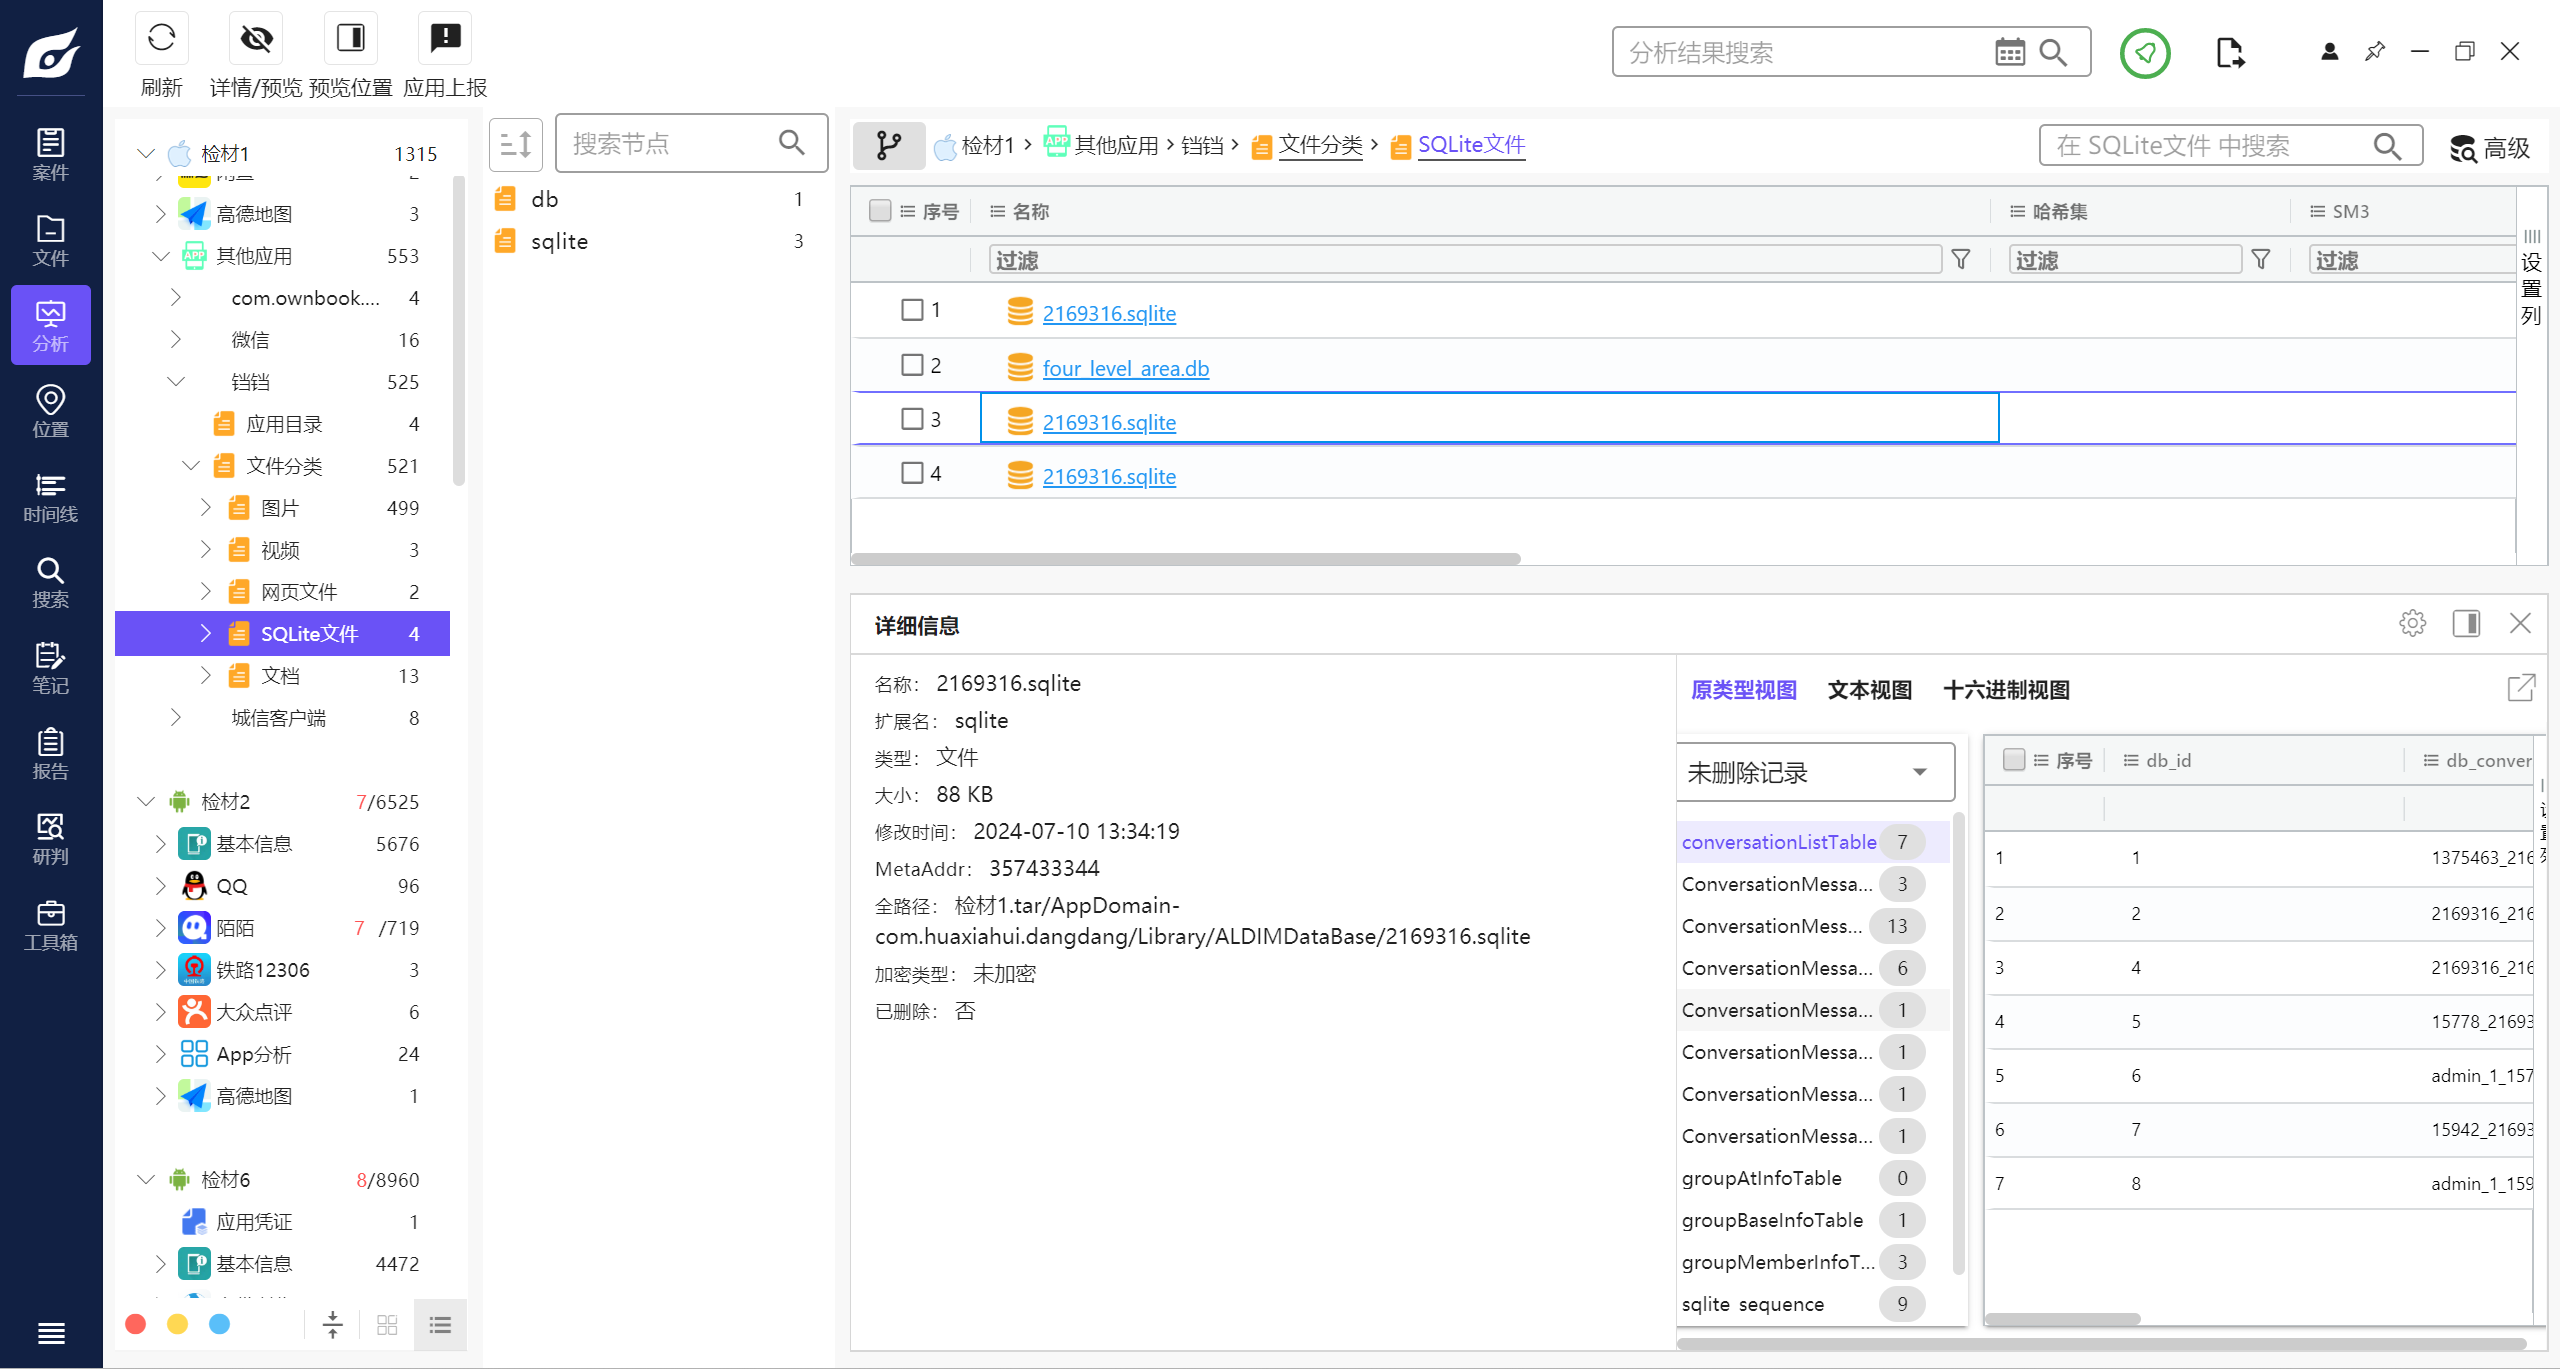 刷新
详情/预览
预览位置
应用上报
分析结果搜索
案件
文件
分析
位置
时间线
搜索
笔记
报告
研判
工具箱
检材1 1315
高德地图 3
其他应用 553
com.ownbook.... 4
微信 16
铛铛 525
应用目录 4
文件分类 521
图片 499
视频 3
网页文件 2
SQLite文件 4
文档 13
城信客户端 8
检材2 7/6525
基本信息 5676
QQ 96
陌陌 7 /719
铁路12306 3
大众点评 6
App分析 24
高德地图 1
检材6 8/8960
应用凭证 1
基本信息 4472
搜索节点
db 1
sqlite 3
检材1 › 其他应用 › 铛铛 › 文件分类 › SQLite文件
在 SQLite文件 中搜索
高级
序号 名称 哈希集 SM3
过滤 过滤 过滤
设置列
1 2169316.sqlite
2 four_level_area.db
3 2169316.sqlite
4 2169316.sqlite
详细信息
名称： 2169316.sqlite
扩展名： sqlite
类型： 文件
大小： 88 KB
修改时间： 2024-07-10 13:34:19
MetaAddr： 357433344
全路径： 检材1.tar/AppDomain-
com.huaxiahui.dangdang/Library/ALDIMDataBase/2169316.sqlite
加密类型： 未加密
已删除： 否
原类型视图 文本视图 十六进制视图
未删除记录
conversationListTable 7
ConversationMessa... 3
ConversationMess... 13
ConversationMessa... 6
ConversationMessa... 1
ConversationMessa... 1
ConversationMessa... 1
ConversationMessa... 1
groupAtInfoTable 0
groupBaseInfoTable 1
groupMemberInfoT... 3
sqlite_sequence 9
序号 db_id db_conver
1 1 1375463_216
2 2 2169316_216
3 4 2169316_216
4 5 15778_21693
5 6 admin_1_157
6 7 15942_21693
7 8 admin_1_159